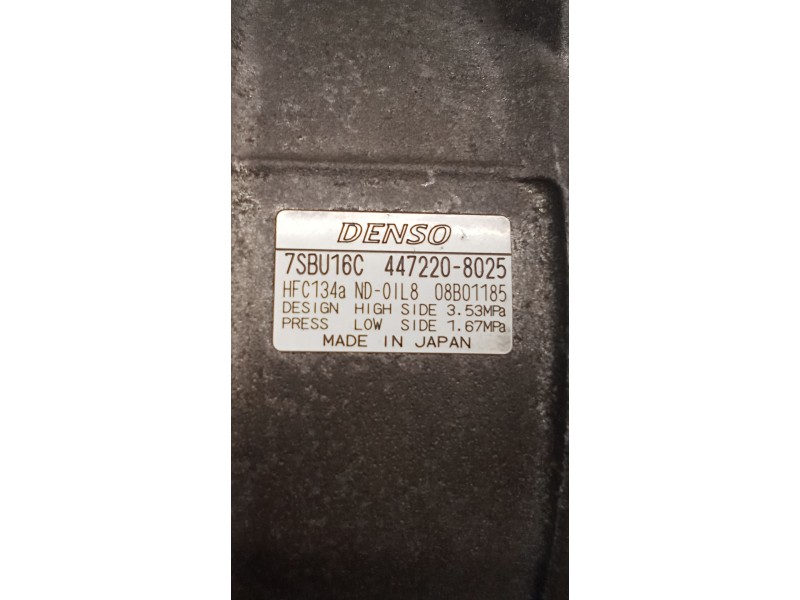 DENSO
7SBU16C 447220-8025
HFC134a ND-OIL8 08B01185
DESIGN HIGH SIDE 3.53MPa
PRESS LOW SIDE 1.67MPa
MADE IN JAPAN